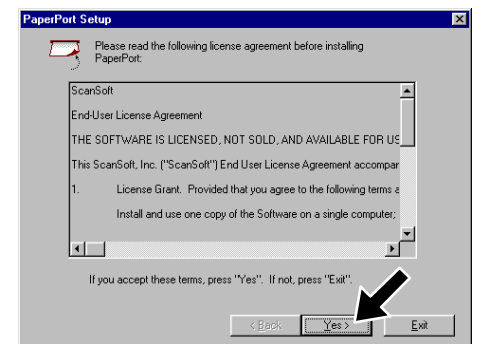 PaperPort Setup
Please read the following license agreement before installing
PaperPort:
ScanSoft
End-User License Agreement
THE SOFTWARE IS LICENSED, NOT SOLD, AND AVAILABLE FOR US
This ScanSoft, Inc. ("ScanSoft") End User License Agreement accompar
1. License Grant. Provided that you agree to the following terms a
Install and use one copy of the Software on a single computer;
If you accept these terms, press "Yes". If not, press "Exit".
< Back Yes > Exit